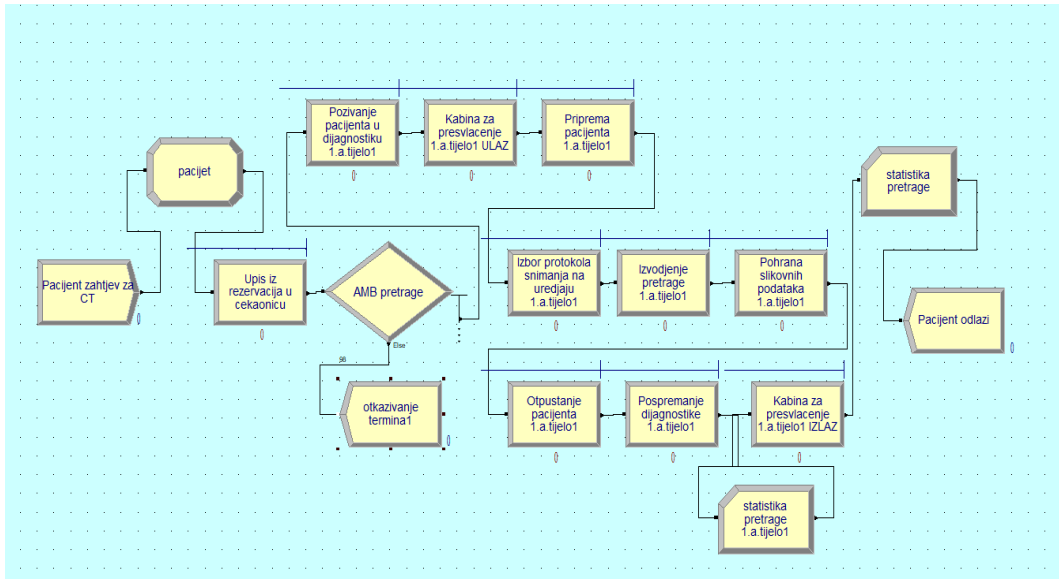 Pozivanje
pacijenta u
dijagnostiku
1.a.tijelo1
Kabina za
presvlacenje
1.a.tijelo1 ULAZ
Priprema
pacijenta
1.a.tijelo1
pacijet
statistika
pretrage
Pacijent zahtjev za
CT
Upis iz
rezervacija u
cekaonicu
AMB pretrage
Else
98
otkazivanje
termina1
Izbor protokola
snimanja na
uredjaju
1.a.tijelo1
Izvodjenje
pretrage
1.a.tijelo1
Pohrana
slikovnih
podataka
1.a.tijelo1
Pacijent odlazi
Otpustanje
pacijenta
1.a.tijelo1
Pospremanje
dijagnostike
1.a.tijelo1
Kabina za
presvlacenje
1.a.tijelo1 IZLAZ
statistika
pretrage
1.a.tijelo1